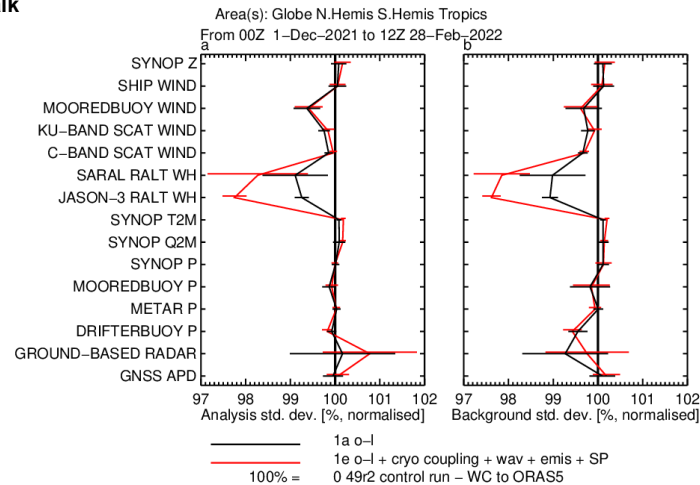 lk
Area(s): Globe N.Hemis S.Hemis Tropics
From 00Z 1−Dec−2021 to 12Z 28−Feb−2022
a
b
SYNOP Z
SHIP WIND
MOOREDBUOY WIND
KU−BAND SCAT WIND
C−BAND SCAT WIND
SARAL RALT WH
JASON−3 RALT WH
SYNOP T2M
SYNOP Q2M
SYNOP P
MOOREDBUOY P
METAR P
DRIFTERBUOY P
GROUND−BASED RADAR
GNSS APD
97 98 99 100 101 102
97 98 99 100 101 102
Analysis std. dev. [%, normalised]
Background std. dev. [%, normalised]
1a o−l
1e o−l + cryo coupling + wav + emis + SP
100% = 0 49r2 control run − WC to ORAS5